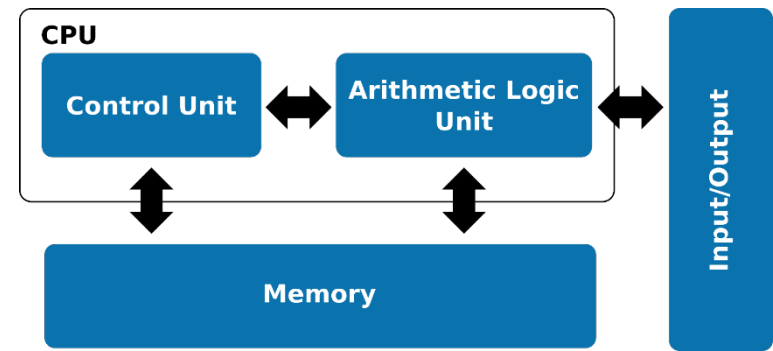 CPU
Control Unit
Arithmetic Logic
Unit
Input/Output
Memory